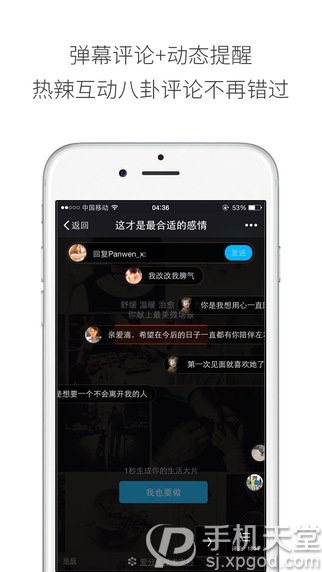 弹幕评论+动态提醒
热辣互动八卦评论不再错过
中国移动 04:36 53%
返回 这才是最合适的感情
回复Panwen_x: 发送
我改改我脾气
舒缓 温暖 治愈
你是我想用心一直
你献上最美微场景
亲爱滴、希望在今后的日子一直都有你陪伴左
第一次见面就喜欢她了
是想要一个不会离开我的人
1秒生成你的生活大片
我也要做
手机天堂
sj.xpgod.com